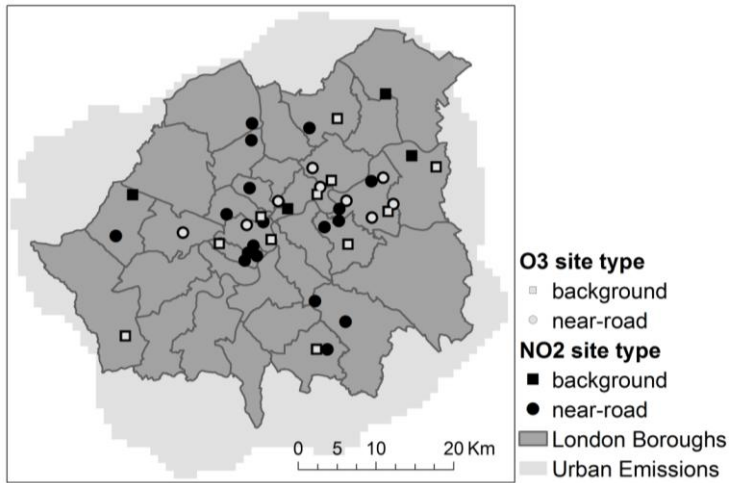 O3 site type
background
near-road
NO2 site type
background
near-road
London Boroughs
Urban Emissions
0 5 10 20 Km